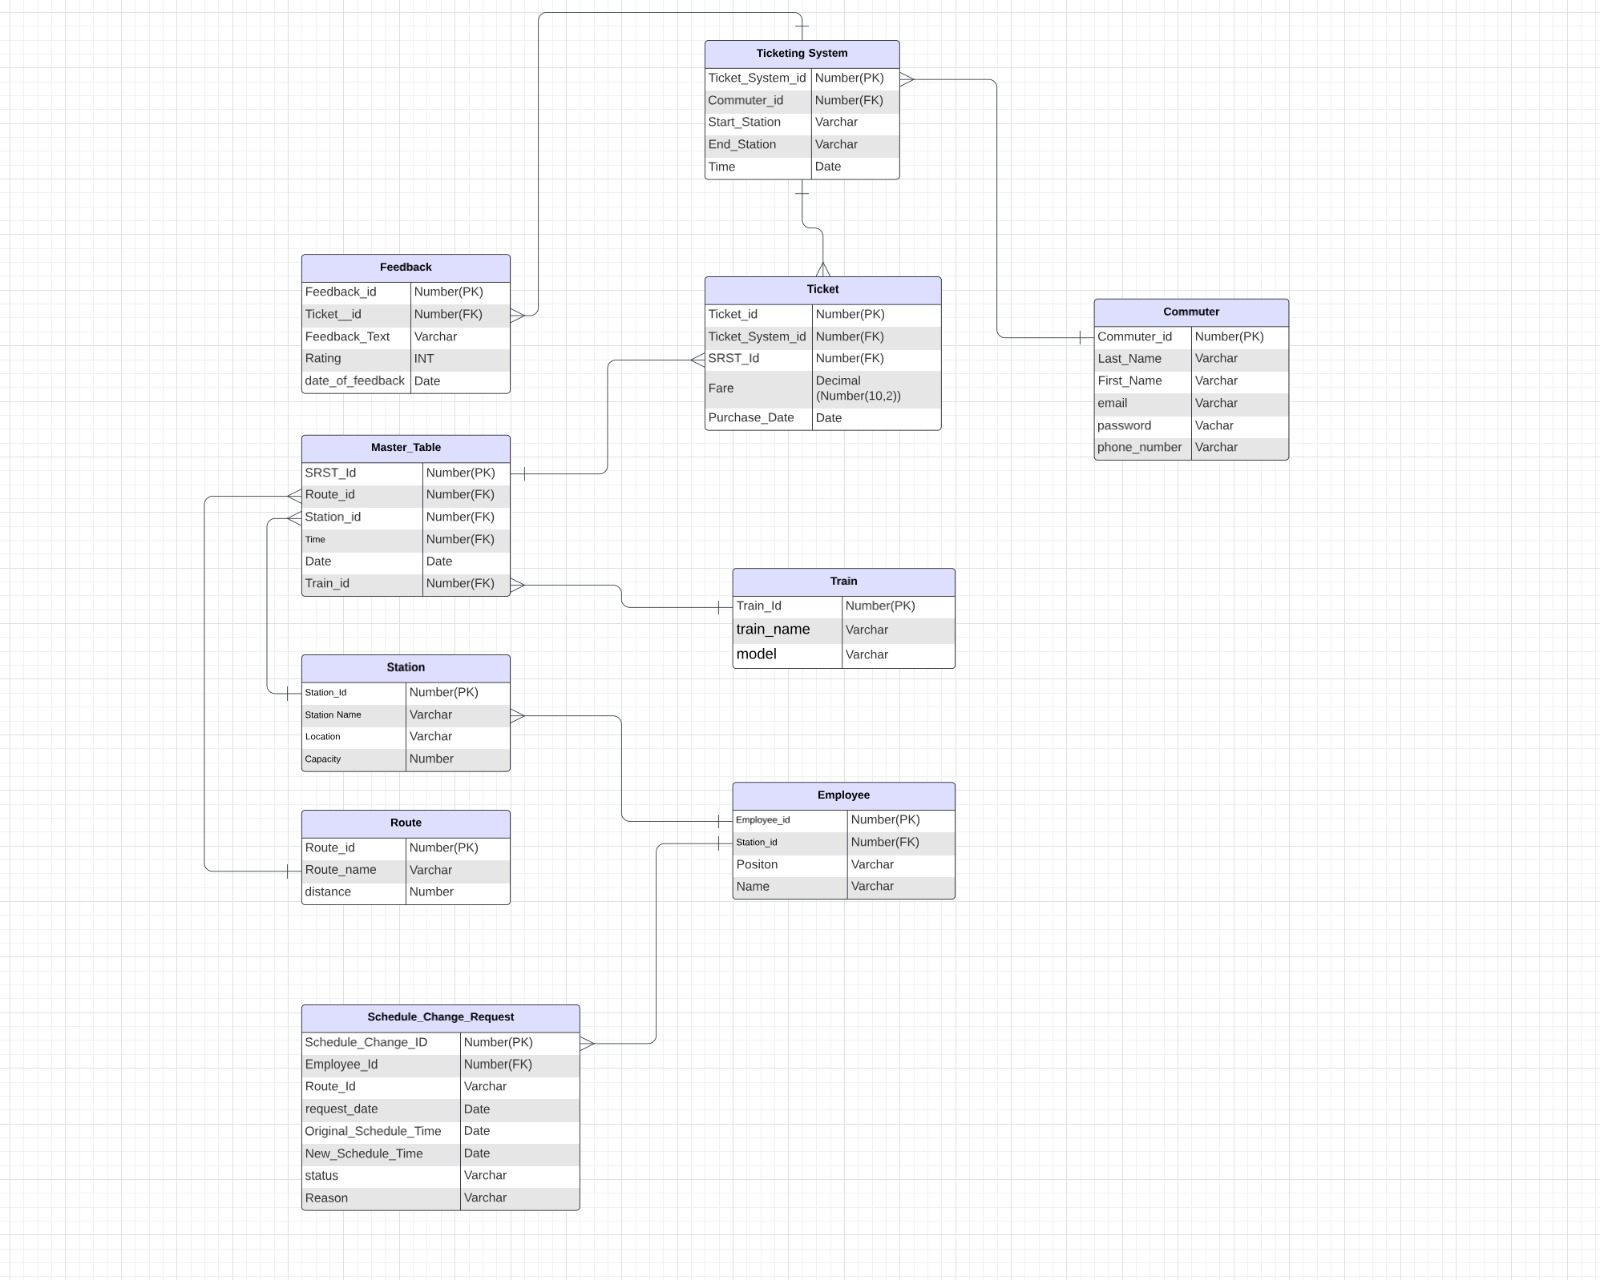 Ticketing System
Ticket_System_id Number(PK)
Commuter_id Number(FK)
Start_Station Varchar
End_Station Varchar
Time Date
Feedback
Feedback_id Number(PK)
Ticket__id Number(FK)
Feedback_Text Varchar
Rating INT
date_of_feedback Date
Ticket
Ticket_id Number(PK)
Ticket_System_id Number(FK)
SRST_Id Number(FK)
Fare Decimal
(Number(10,2))
Purchase_Date Date
Commuter
Commuter_id Number(PK)
Last_Name Varchar
First_Name Varchar
email Varchar
password Vachar
phone_number Varchar
Master_Table
SRST_Id Number(PK)
Route_id Number(FK)
Station_id Number(FK)
Time Number(FK)
Date Date
Train_id Number(FK)
Train
Train_Id Number(PK)
train_name Varchar
model Varchar
Station
Station_Id Number(PK)
Station Name Varchar
Location Varchar
Capacity Number
Employee
Employee_id Number(PK)
Station_id Number(FK)
Positon Varchar
Name Varchar
Route
Route_id Number(PK)
Route_name Varchar
distance Number
Schedule_Change_Request
Schedule_Change_ID Number(PK)
Employee_Id Number(FK)
Route_Id Varchar
request_date Date
Original_Schedule_Time Date
New_Schedule_Time Date
status Varchar
Reason Varchar